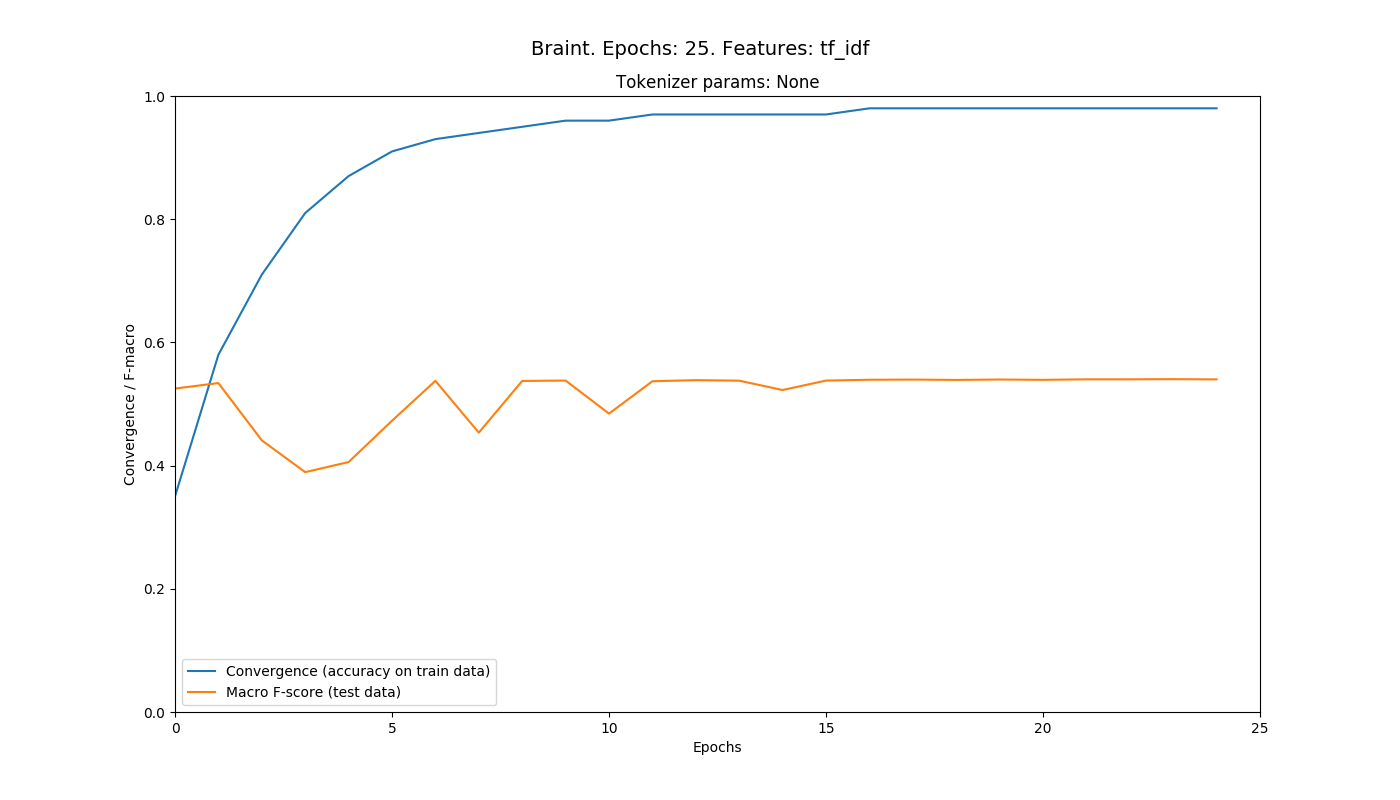 Braint. Epochs: 25. Features: tf_idf
Tokenizer params: None
1.0
0.8
0.6
0.4
0.2
0.0
Convergence / F-macro
Convergence (accuracy on train data)
Macro F-score (test data)
0 5 10 15 20 25
Epochs